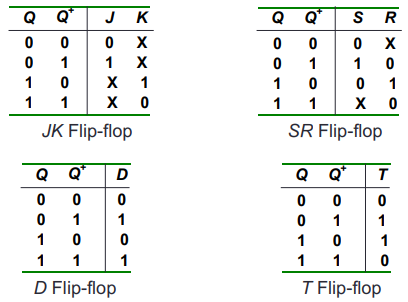 Q Q⁺ J K
0 0 0 X
0 1 1 X
1 0 X 1
1 1 X 0
JK Flip-flop
Q Q⁺ S R
0 0 0 X
0 1 1 0
1 0 0 1
1 1 X 0
SR Flip-flop
Q Q⁺ D
0 0 0
0 1 1
1 0 0
1 1 1
D Flip-flop
Q Q⁺ T
0 0 0
0 1 1
1 0 1
1 1 0
T Flip-flop